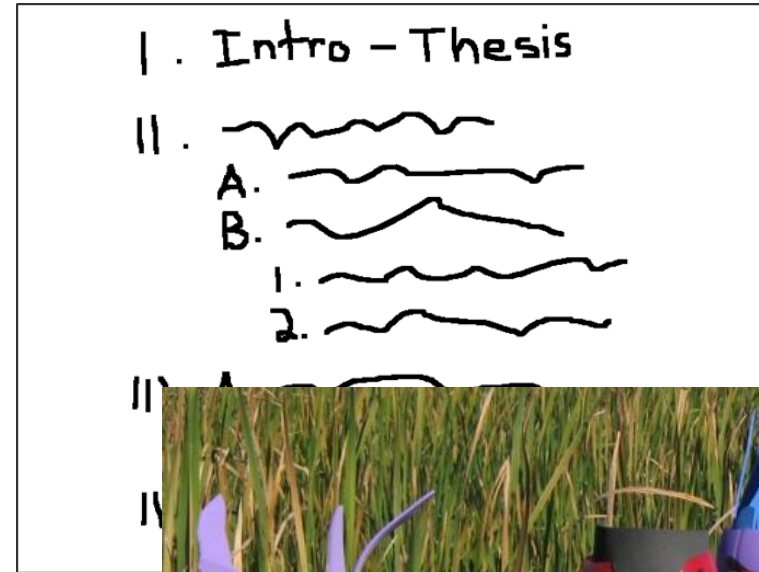 I. Intro - Thesis
II.
A.
B.
1.
2.